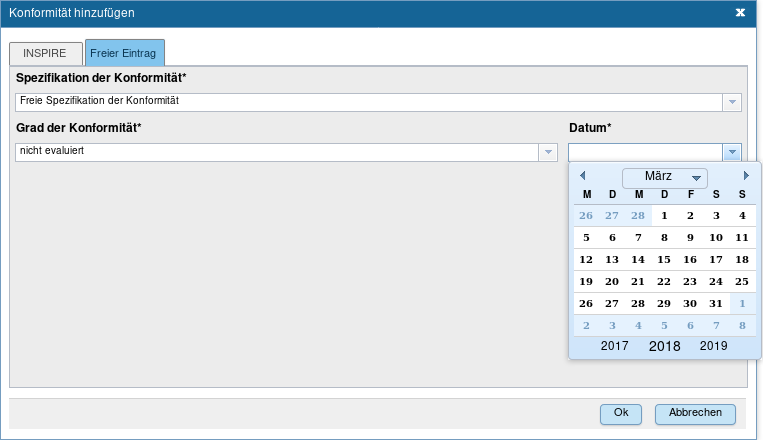 Konformität hinzufügen
INSPIRE Freier Eintrag
Spezifikation der Konformität*
Freie Spezifikation der Konformität
Grad der Konformität* Datum*
nicht evaluiert
März
M D M D F S S
26 27 28 1 2 3 4
5 6 7 8 9 10 11
12 13 14 15 16 17 18
19 20 21 22 23 24 25
26 27 28 29 30 31 1
2 3 4 5 6 7 8
2017 2018 2019
Ok Abbrechen